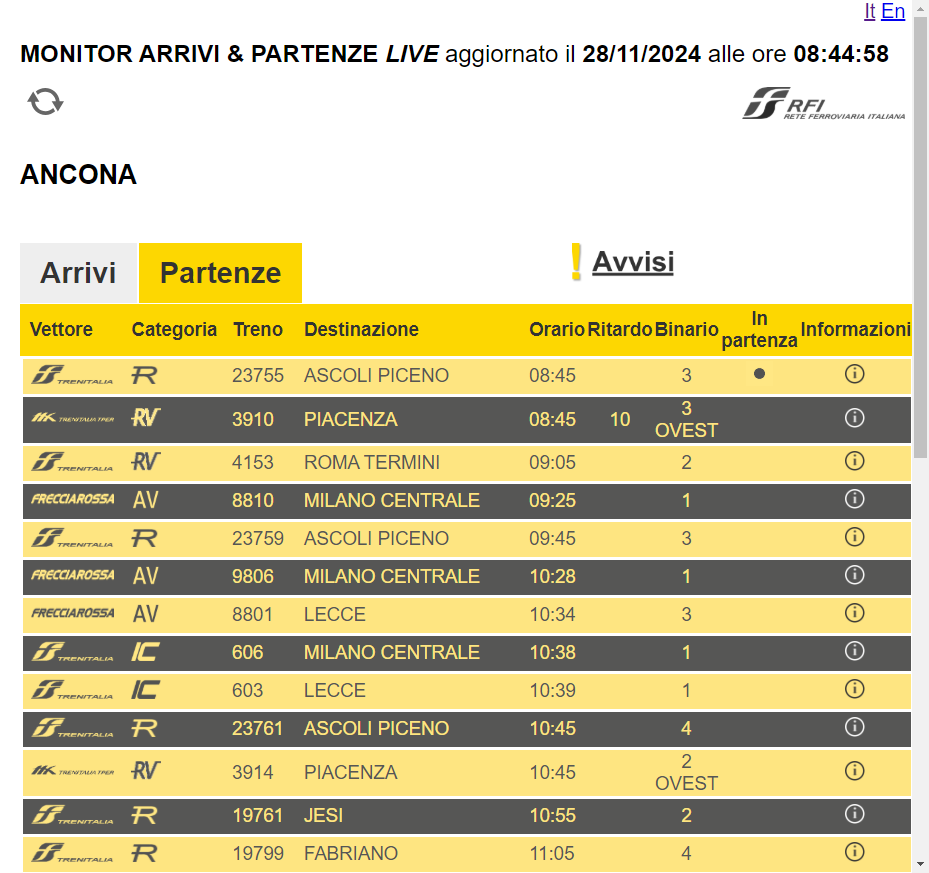 It En
MONITOR ARRIVI & PARTENZE LIVE aggiornato il 28/11/2024 alle ore 08:44:58
RFI
RETE FERROVIARIA ITALIANA
ANCONA
Arrivi Partenze ! Avvisi
Vettore Categoria Treno Destinazione Orario Ritardo Binario In partenza Informazioni
TRENITALIA R 23755 ASCOLI PICENO 08:45 3
TRENITALIA TPER RV 3910 PIACENZA 08:45 10 3 OVEST
TRENITALIA RV 4153 ROMA TERMINI 09:05 2
FRECCIAROSSA AV 8810 MILANO CENTRALE 09:25 1
TRENITALIA R 23759 ASCOLI PICENO 09:45 3
FRECCIAROSSA AV 9806 MILANO CENTRALE 10:28 1
FRECCIAROSSA AV 8801 LECCE 10:34 3
TRENITALIA IC 606 MILANO CENTRALE 10:38 1
TRENITALIA IC 603 LECCE 10:39 1
TRENITALIA R 23761 ASCOLI PICENO 10:45 4
TRENITALIA TPER RV 3914 PIACENZA 10:45 2 OVEST
TRENITALIA R 19761 JESI 10:55 2
TRENITALIA R 19799 FABRIANO 11:05 4